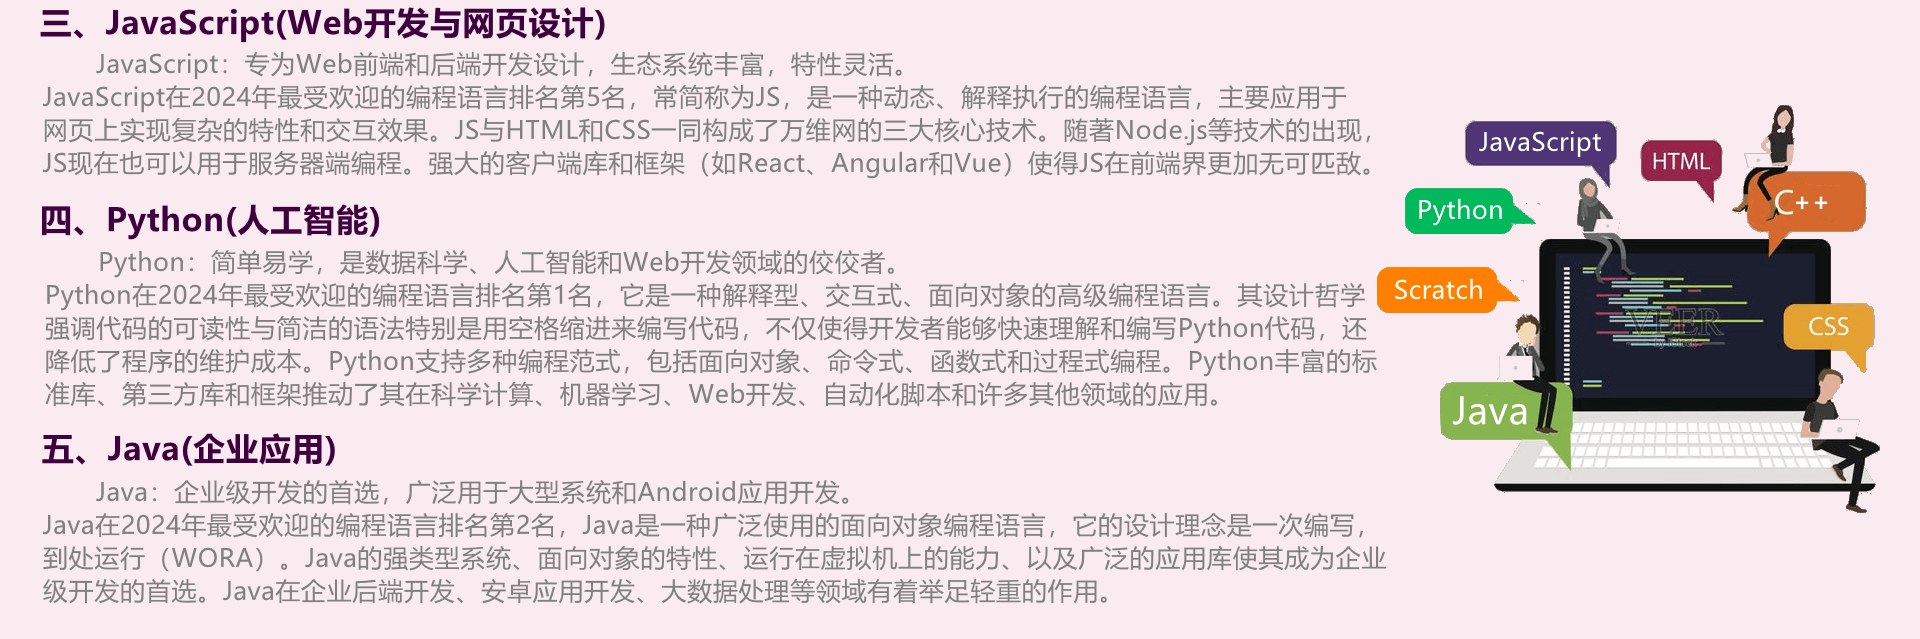 三、JavaScript(Web开发与网页设计)
JavaScript：专为Web前端和后端开发设计，生态系统丰富，特性灵活。
JavaScript在2024年最受欢迎的编程语言排名第5名，常简称为JS，是一种动态、解释执行的编程语言，主要应用于
网页上实现复杂的特性和交互效果。JS与HTML和CSS一同构成了万维网的三大核心技术。随著Node.js等技术的出现，
JS现在也可以用于服务器端编程。强大的客户端库和框架（如React、Angular和Vue）使得JS在前端界更加无可匹敌。
四、Python(人工智能)
Python：简单易学，是数据科学、人工智能和Web开发领域的佼佼者。
Python在2024年最受欢迎的编程语言排名第1名，它是一种解释型、交互式、面向对象的高级编程语言。其设计哲学
强调代码的可读性与简洁的语法特别是用空格缩进来编写代码，不仅使得开发者能够快速理解和编写Python代码，还
降低了程序的维护成本。Python支持多种编程范式，包括面向对象、命令式、函数式和过程式编程。Python丰富的标
准库、第三方库和框架推动了其在科学计算、机器学习、Web开发、自动化脚本和许多其他领域的应用。
五、Java(企业应用)
Java：企业级开发的首选，广泛用于大型系统和Android应用开发。
Java在2024年最受欢迎的编程语言排名第2名，Java是一种广泛使用的面向对象编程语言，它的设计理念是一次编写，
到处运行（WORA）。Java的强类型系统、面向对象的特性、运行在虚拟机上的能力、以及广泛的应用库使其成为企业
级开发的首选。Java在企业后端开发、安卓应用开发、大数据处理等领域有着举足轻重的作用。
JavaScript
HTML
Python
C++
Scratch
CSS
VEER
Java